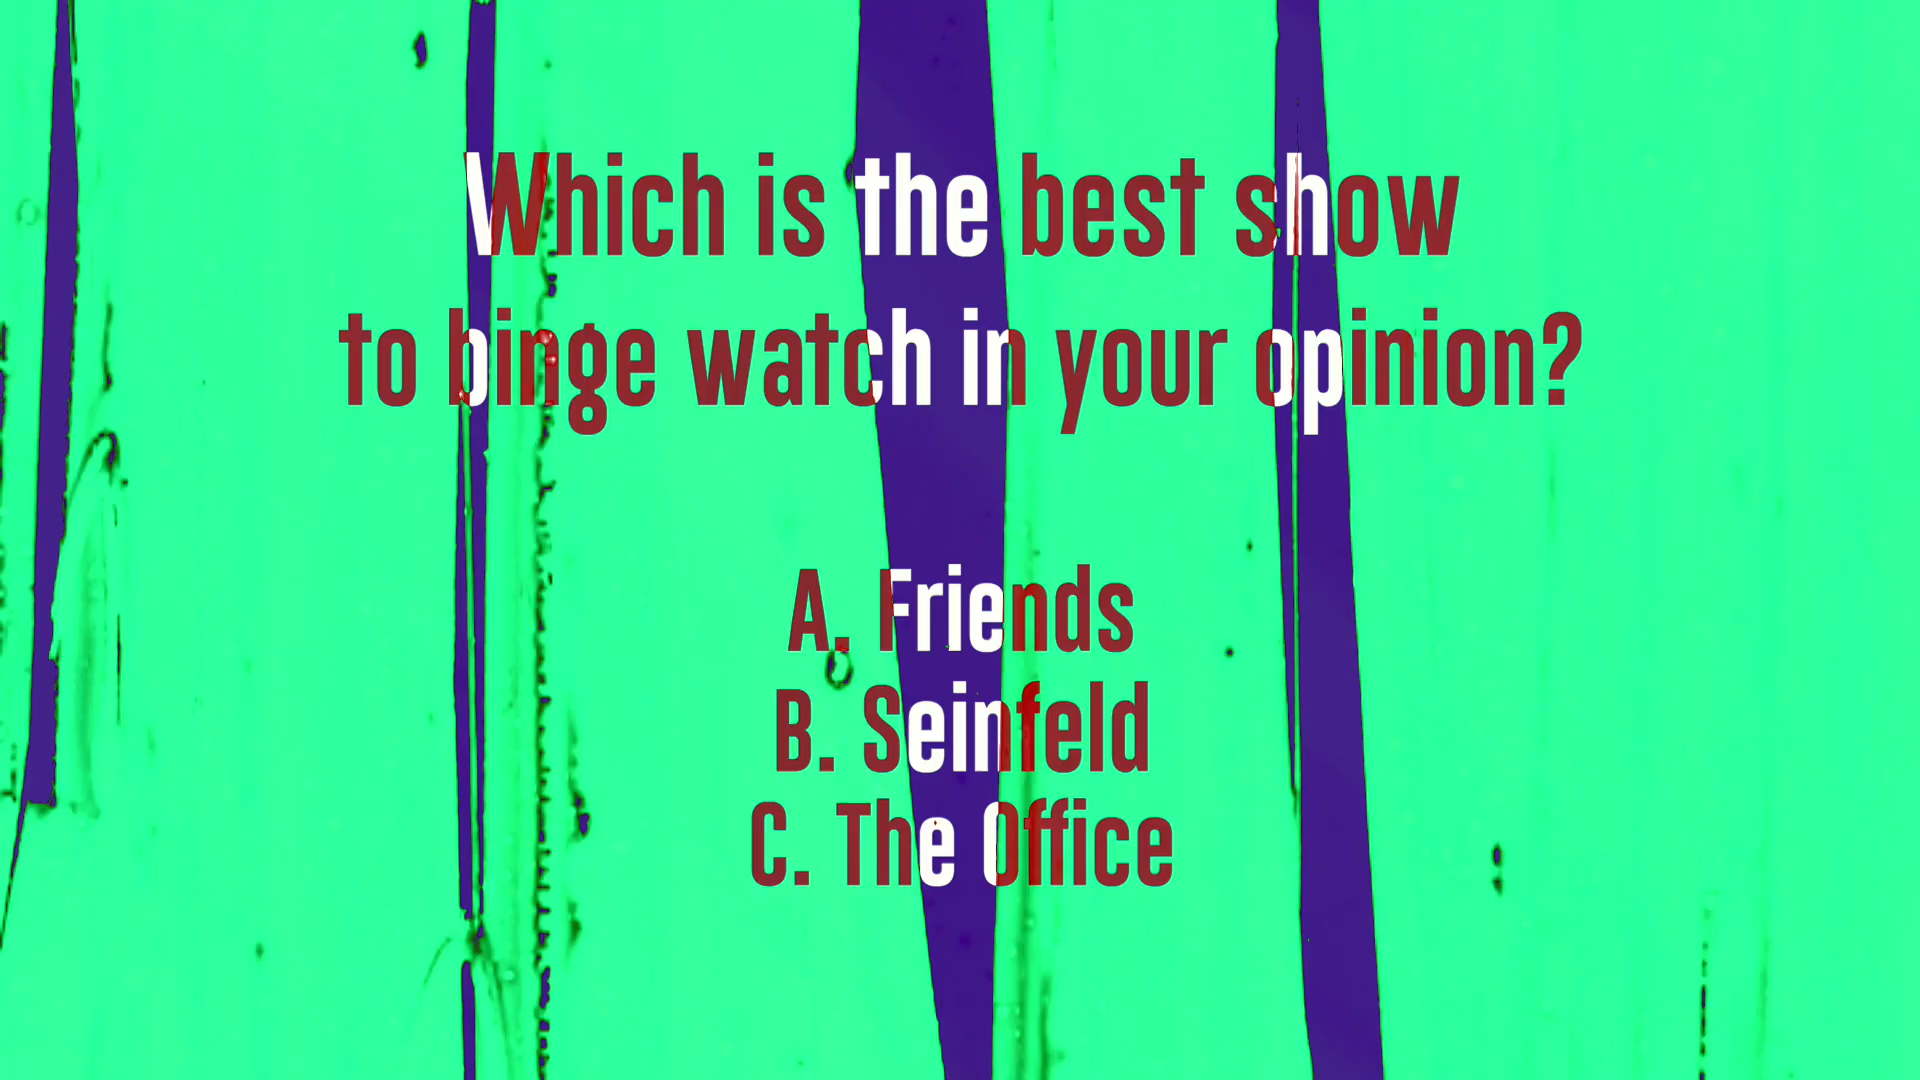 Which is the best show
to binge watch in your opinion?
A. Friends
B. Seinfeld
C. The Office